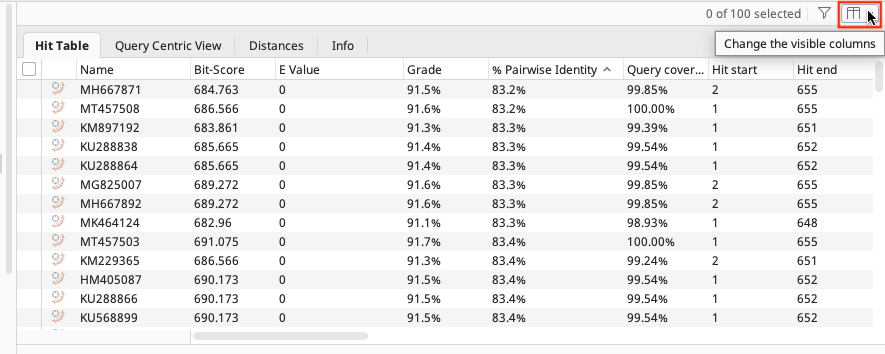 0 of 100 selected
Change the visible columns
Hit Table Query Centric View Distances Info
Name Bit-Score E Value Grade % Pairwise Identity Query cover... Hit start Hit end
MH667871 684.763 0 91.5% 83.2% 99.85% 2 655
MT457508 686.566 0 91.6% 83.2% 100.00% 1 655
KM897192 683.861 0 91.3% 83.3% 99.39% 1 651
KU288838 685.665 0 91.4% 83.3% 99.54% 1 652
KU288864 685.665 0 91.4% 83.3% 99.54% 1 652
MG825007 689.272 0 91.6% 83.3% 99.85% 2 655
MH667892 689.272 0 91.6% 83.3% 99.85% 2 655
MK464124 682.96 0 91.1% 83.3% 98.93% 1 648
MT457503 691.075 0 91.7% 83.4% 100.00% 1 655
KM229365 686.566 0 91.3% 83.4% 99.24% 2 651
HM405087 690.173 0 91.5% 83.4% 99.54% 1 652
KU288866 690.173 0 91.5% 83.4% 99.54% 1 652
KU568899 690.173 0 91.5% 83.4% 99.54% 1 652